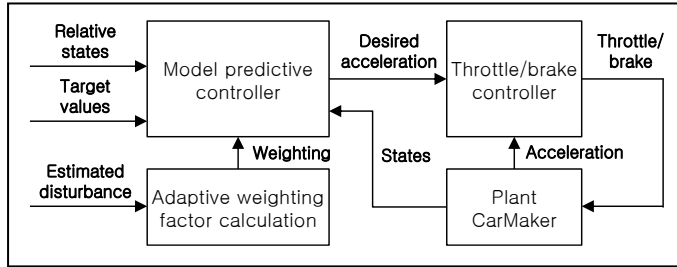 Relative
states
Target
values
Estimated
disturbance
Model predictive
controller
Weighting
Adaptive weighting
factor calculation
Desired
acceleration
States
Throttle/brake
controller
Acceleration
Plant
CarMaker
Throttle/
brake